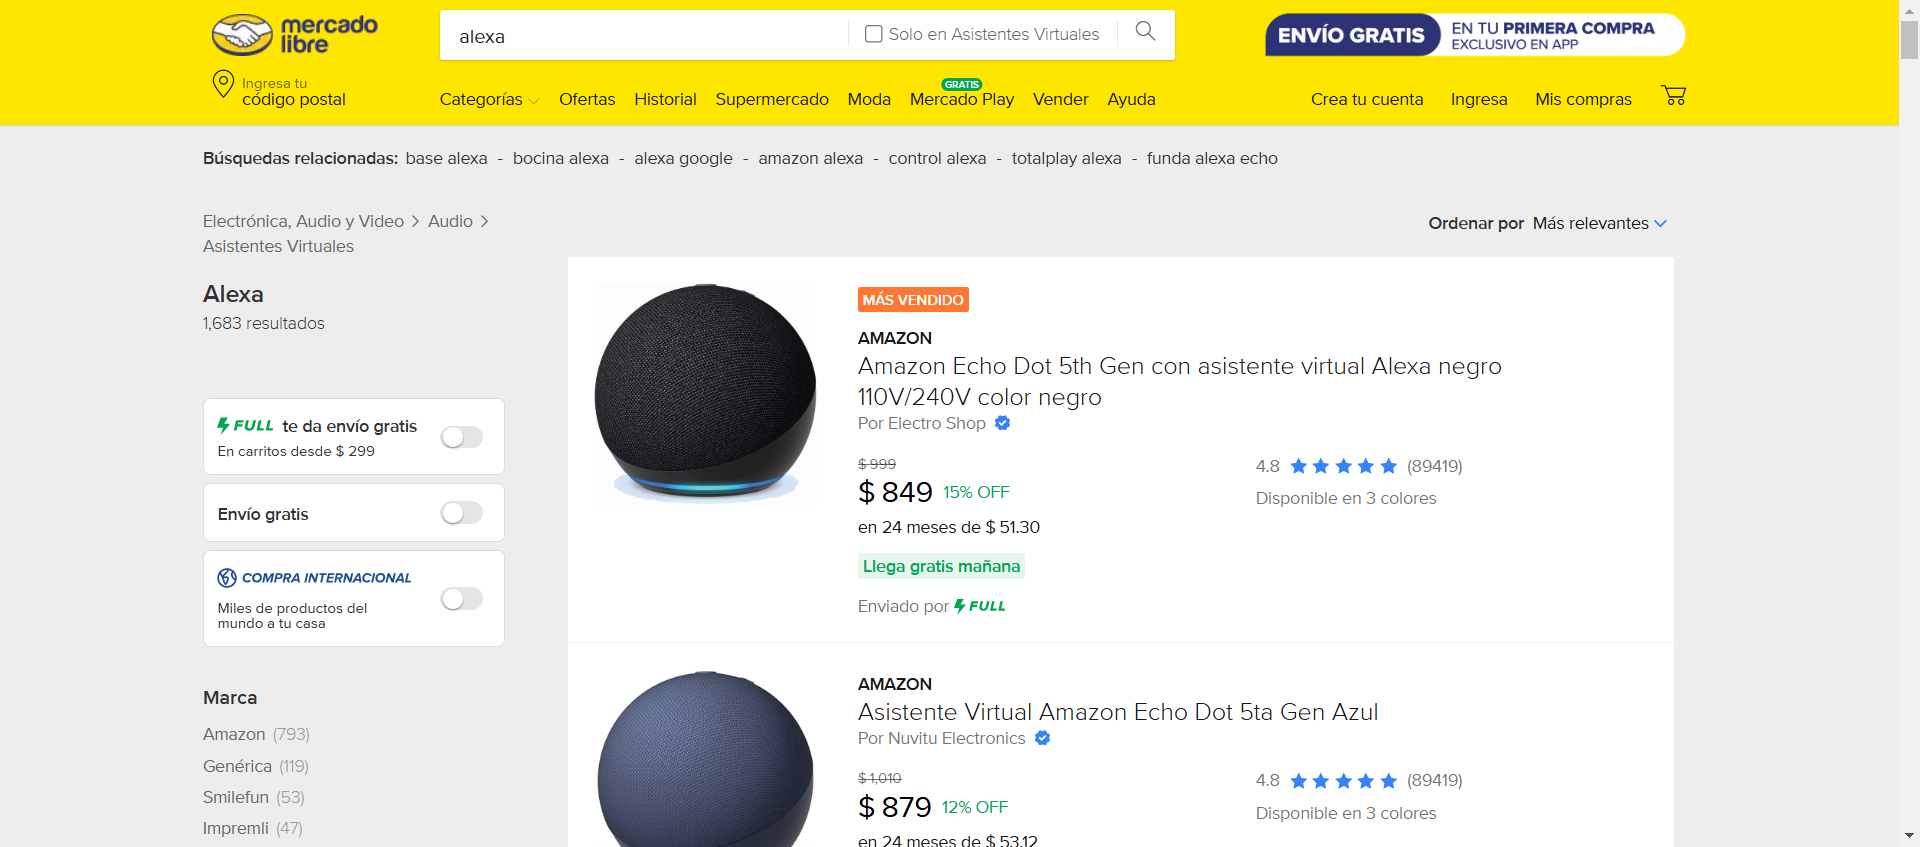 mercado
libre
alexa
Solo en Asistentes Virtuales
ENVÍO GRATIS EN TU PRIMERA COMPRA
EXCLUSIVO EN APP
Ingresa tu
código postal
Categorías
Ofertas
Historial
Supermercado
Moda
GRATIS
Mercado Play
Vender
Ayuda
Crea tu cuenta
Ingresa
Mis compras
Búsquedas relacionadas: base alexa - bocina alexa - alexa google - amazon alexa - control alexa - totalplay alexa - funda alexa echo
Electrónica, Audio y Video > Audio >
Asistentes Virtuales
Alexa
1,683 resultados
Ordenar por Más relevantes
FULL te da envío gratis
En carritos desde $ 299
Envío gratis
COMPRA INTERNACIONAL
Miles de productos del
mundo a tu casa
Marca
Amazon (793)
Genérica (119)
Smilefun (53)
Impremli (47)
MÁS VENDIDO
AMAZON
Amazon Echo Dot 5th Gen con asistente virtual Alexa negro
110V/240V color negro
Por Electro Shop
$ 999
$ 849 15% OFF
en 24 meses de $ 51.30
Llega gratis mañana
Enviado por FULL
4.8 (89419)
Disponible en 3 colores
AMAZON
Asistente Virtual Amazon Echo Dot 5ta Gen Azul
Por Nuvitu Electronics
$ 1,010
$ 879 12% OFF
en 24 meses de $ 53.12
4.8 (89419)
Disponible en 3 colores